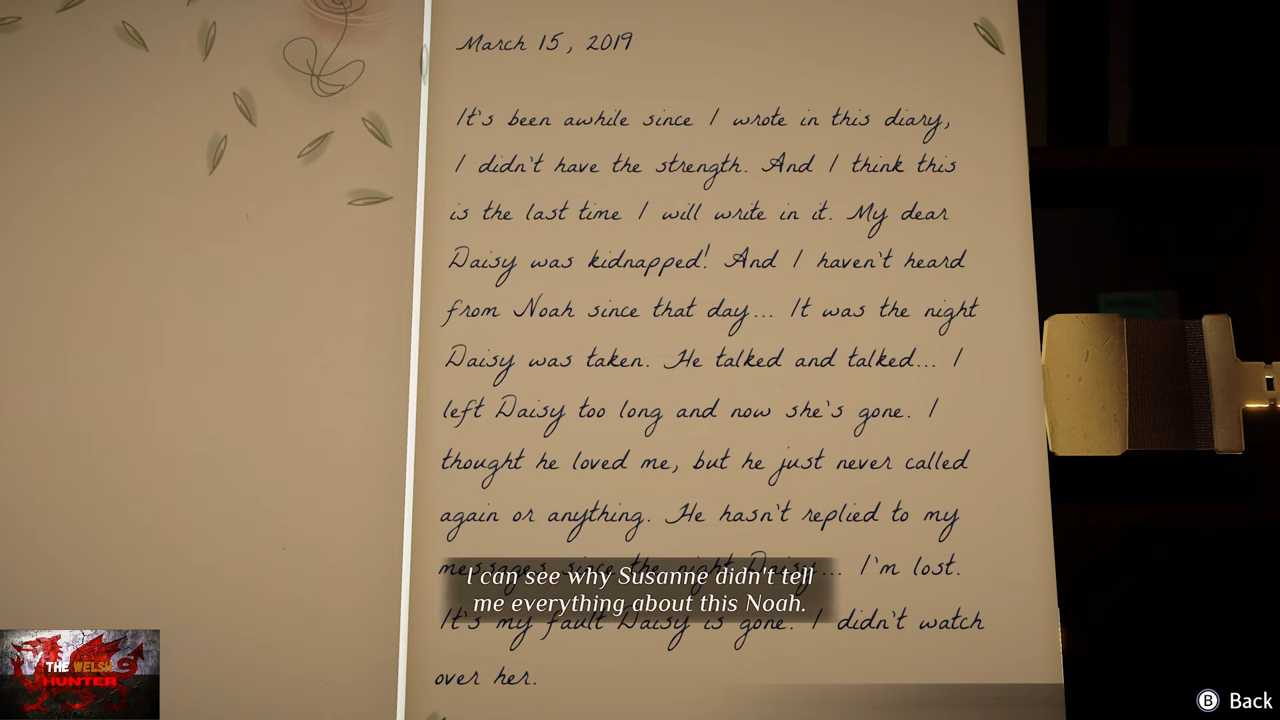 March 15, 2019
It's been awhile since I wrote in this diary,
I didn't have the strength. And I think this
is the last time I will write in it. My dear
Daisy was kidnapped! And I haven't heard
from Noah since that day... It was the night
Daisy was taken. He talked and talked... I
left Daisy too long and now she's gone. I
thought he loved me, but he just never called
again or anything. He hasn't replied to my
messages since the night Daisy... I'm lost.
I can see why Susanne didn't tell
me everything about this Noah.
It's my fault Daisy is gone. I didn't watch
over her.
THE WELSH
HUNTER
B Back